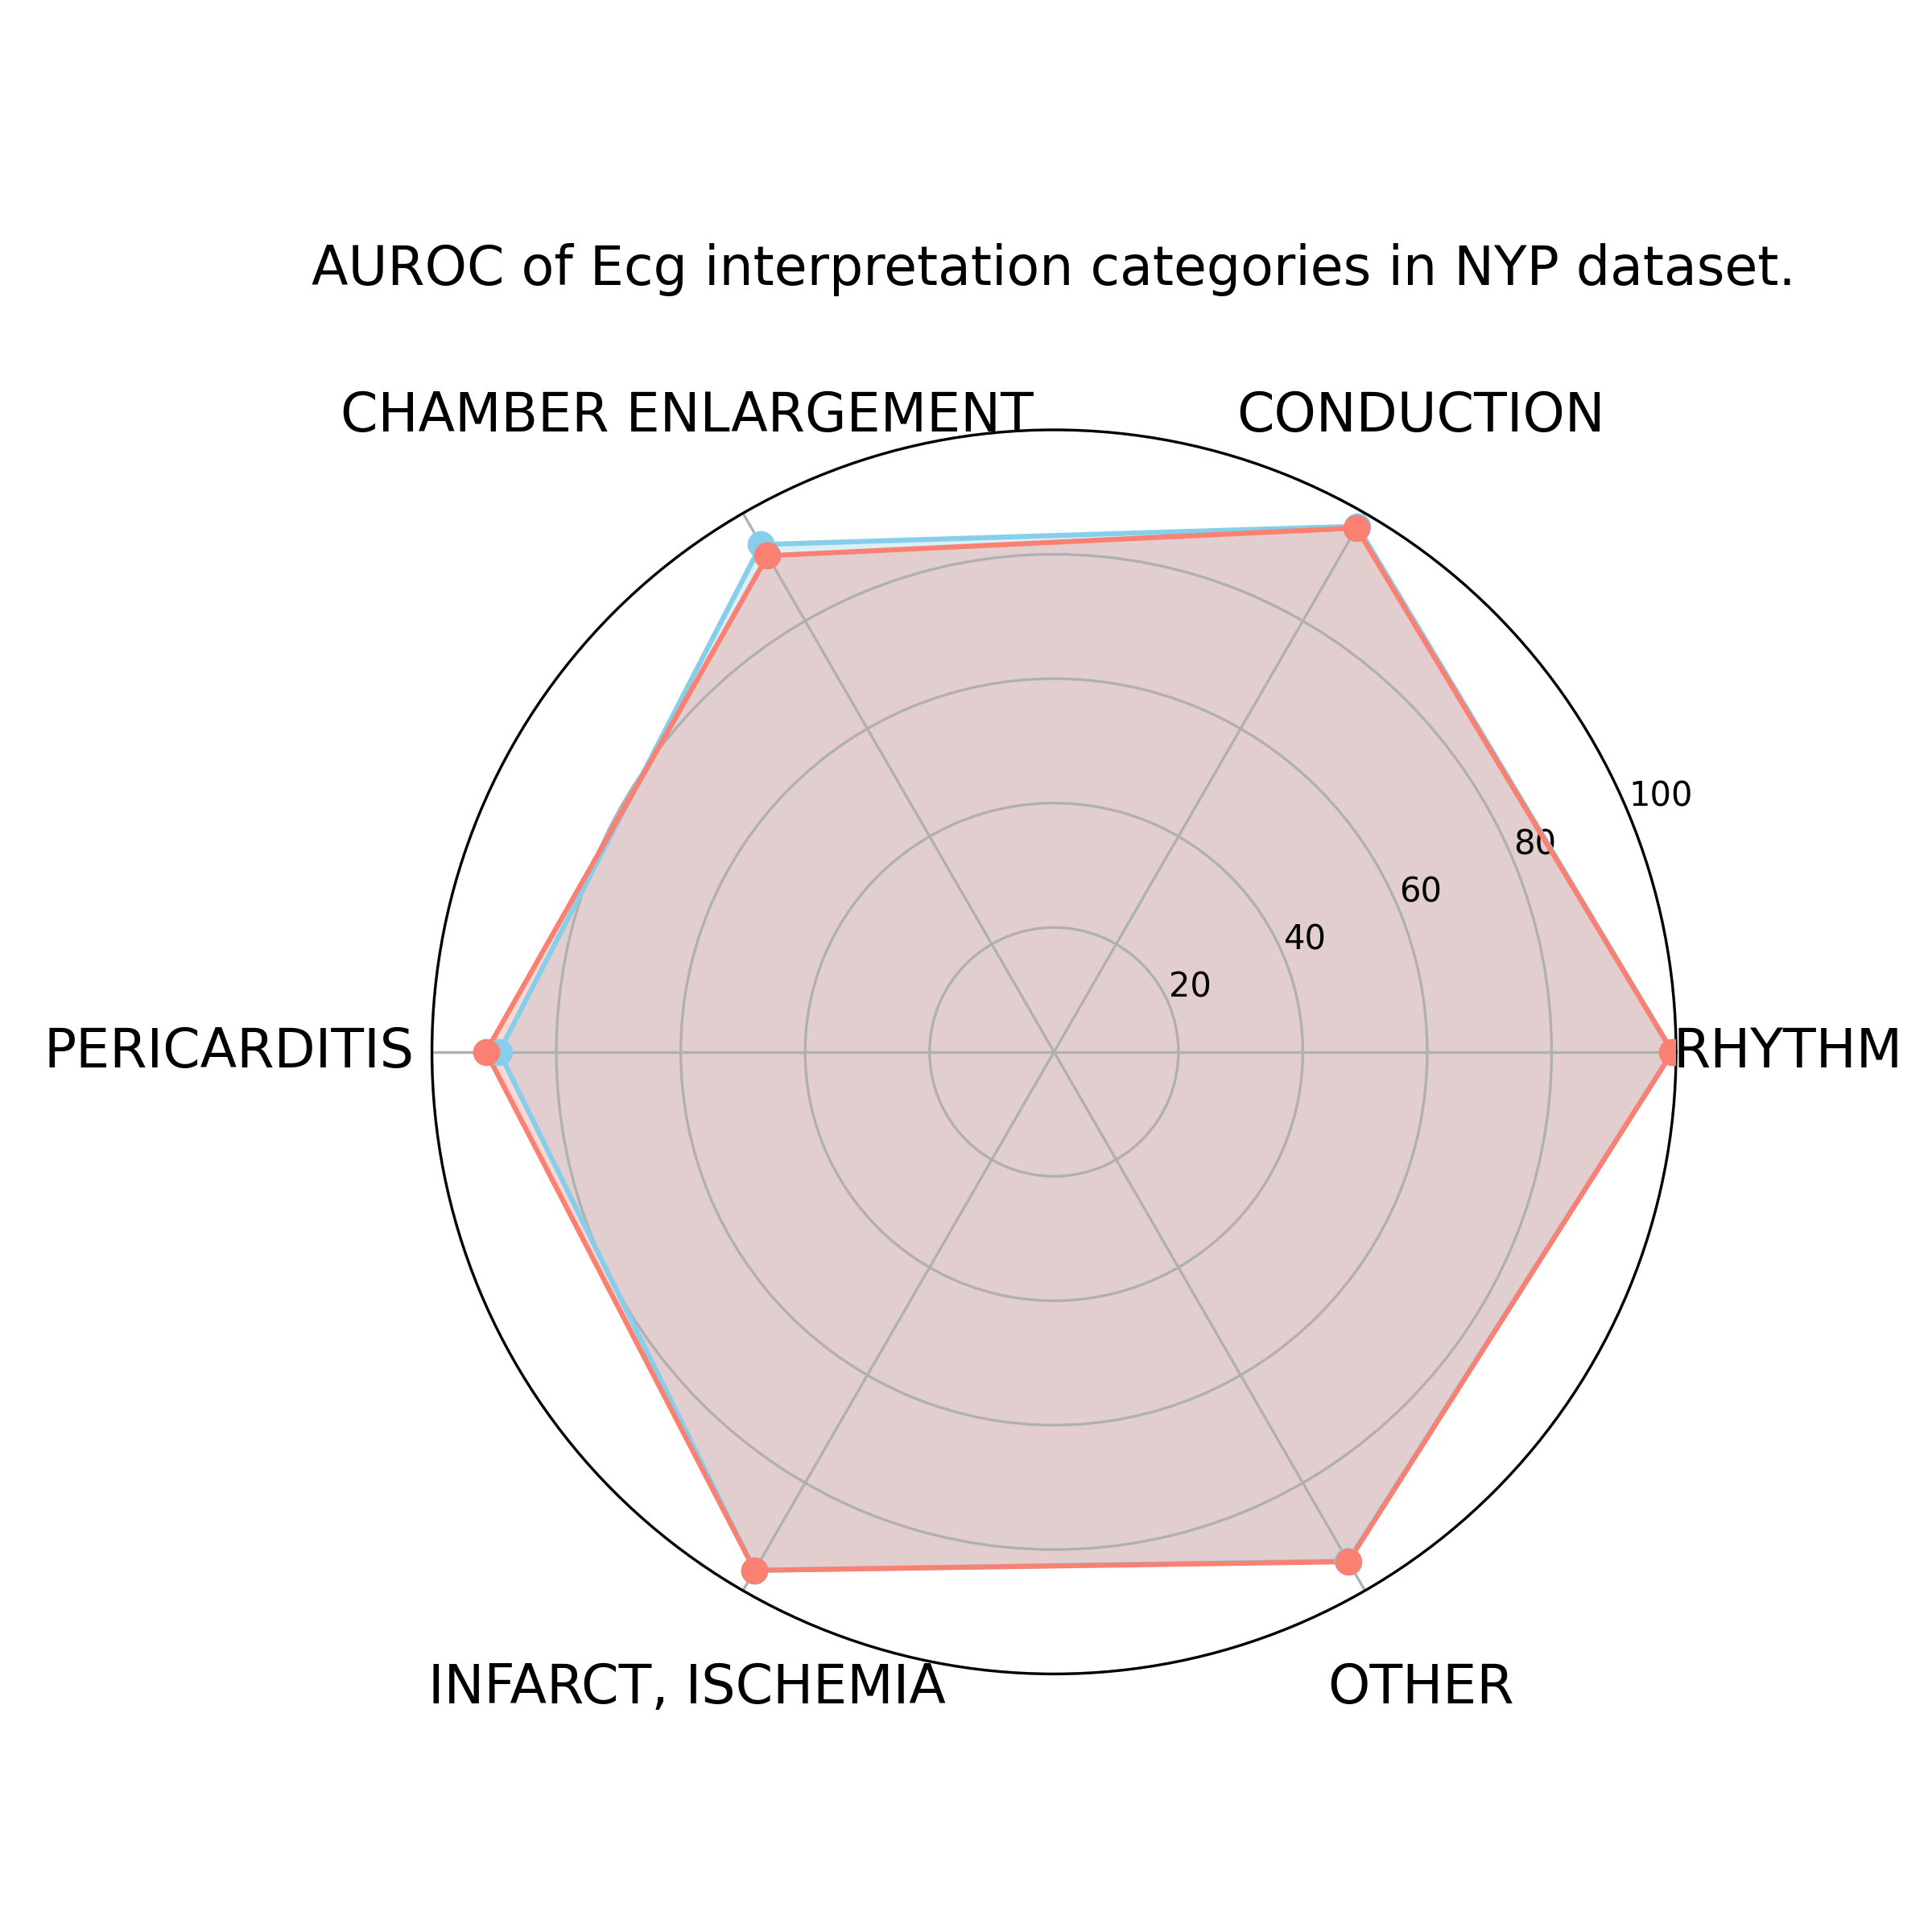 AUROC of Ecg interpretation categories in NYP dataset.
CHAMBER ENLARGEMENT
CONDUCTION
100
80
60
40
20
PERICARDITIS
RHYTHM
INFARCT, ISCHEMIA
OTHER